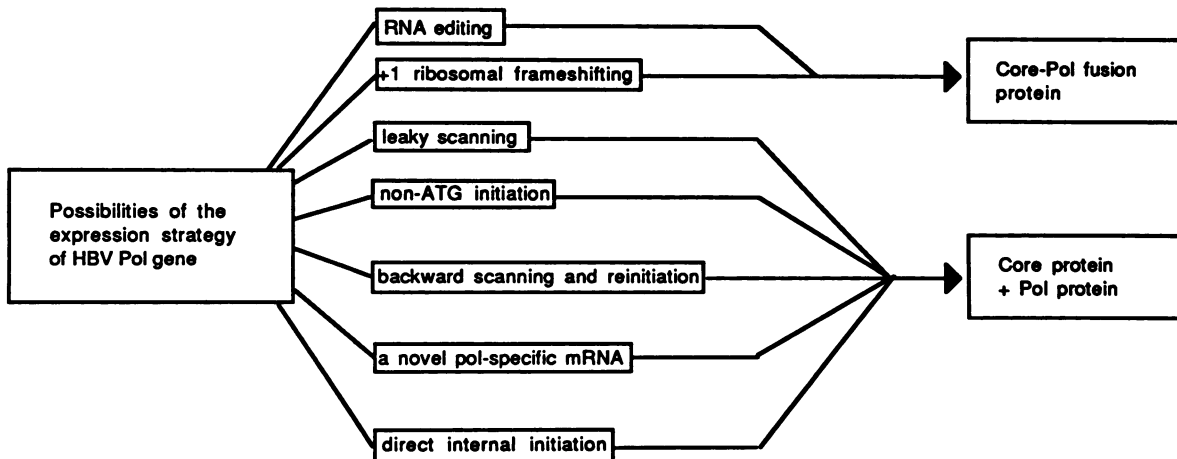 RNA editing
+1 ribosomal frameshifting
leaky scanning
non-ATG initiation
backward scanning and reinitiation
a novel pol-specific mRNA
direct internal initiation
Possibilities of the
expression strategy
of HBV Pol gene
Core-Pol fusion
protein
Core protein
+ Pol protein